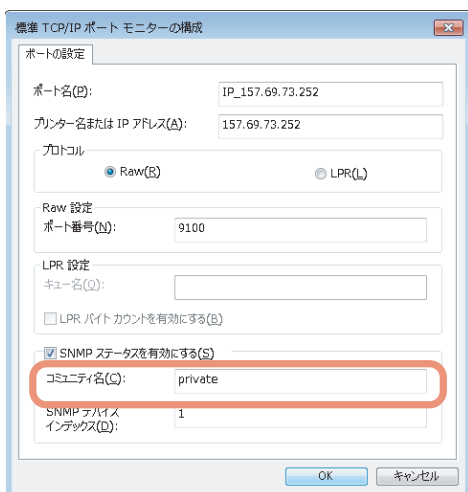 標準 TCP/IP ポート モニターの構成
ポートの設定
ポート名(P): IP_157.69.73.252
プリンター名または IP アドレス(A): 157.69.73.252
プロトコル
Raw(R) LPR(L)
Raw 設定
ポート番号(N): 9100
LPR 設定
キュー名(Q):
LPR バイト カウントを有効にする(B)
SNMP ステータスを有効にする(S)
コミュニティ名(C): private
SNMP デバイス 1
インデックス(D):
OK キャンセル